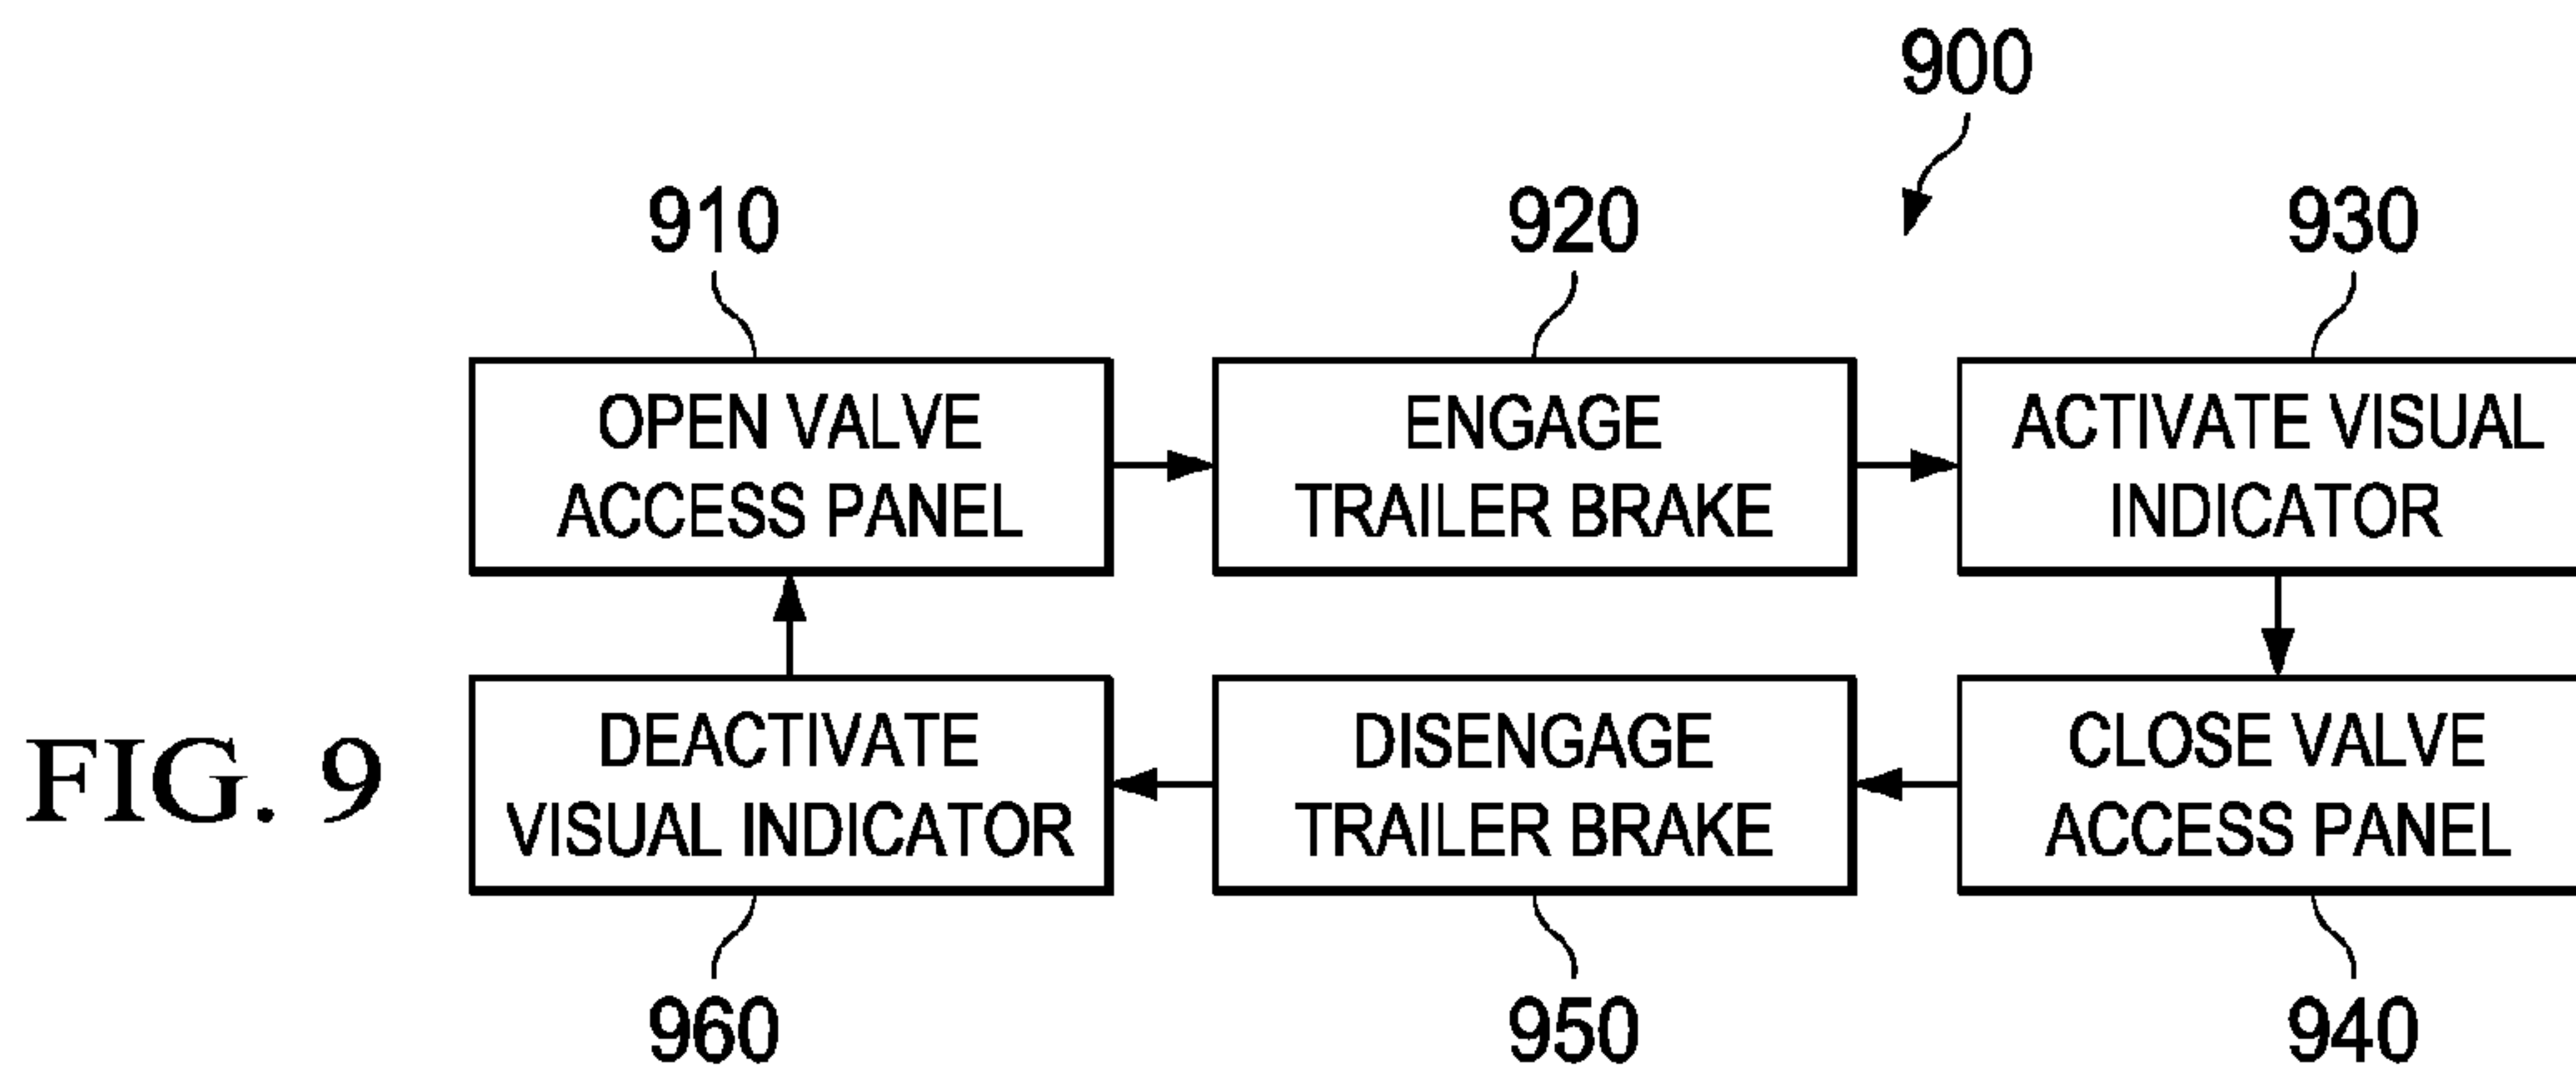 900
910
920
930
OPEN VALVE
ACCESS PANEL
ENGAGE
TRAILER BRAKE
ACTIVATE VISUAL
INDICATOR
DEACTIVATE
VISUAL INDICATOR
DISENGAGE
TRAILER BRAKE
CLOSE VALVE
ACCESS PANEL
FIG. 9
960
950
940